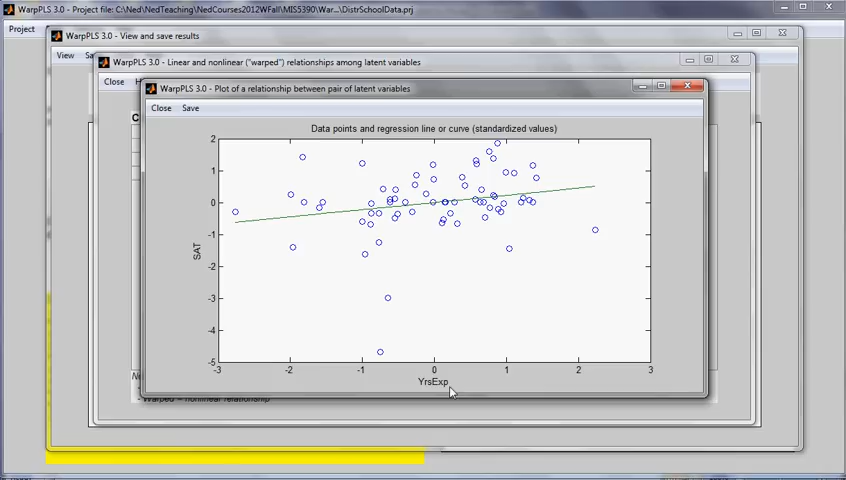 WarpPLS 3.0 - Project file: C:\Ned\NedTeaching\NedCourses2012WFall\MIS5390\War...\DistrSchoolData.prj
Project
WarpPLS 3.0 - View and save results
View Sa
WarpPLS 3.0 - Linear and nonlinear ("warped") relationships among latent variables
Close H
WarpPLS 3.0 - Plot of a relationship between pair of latent variables
Close Save
Data points and regression line or curve (standardized values)
2
1
0
-1
-2
-3
-4
-5
SAT
-3 -2 -1 0 1 2 3
YrsExp
- Warped = nonlinear relationship